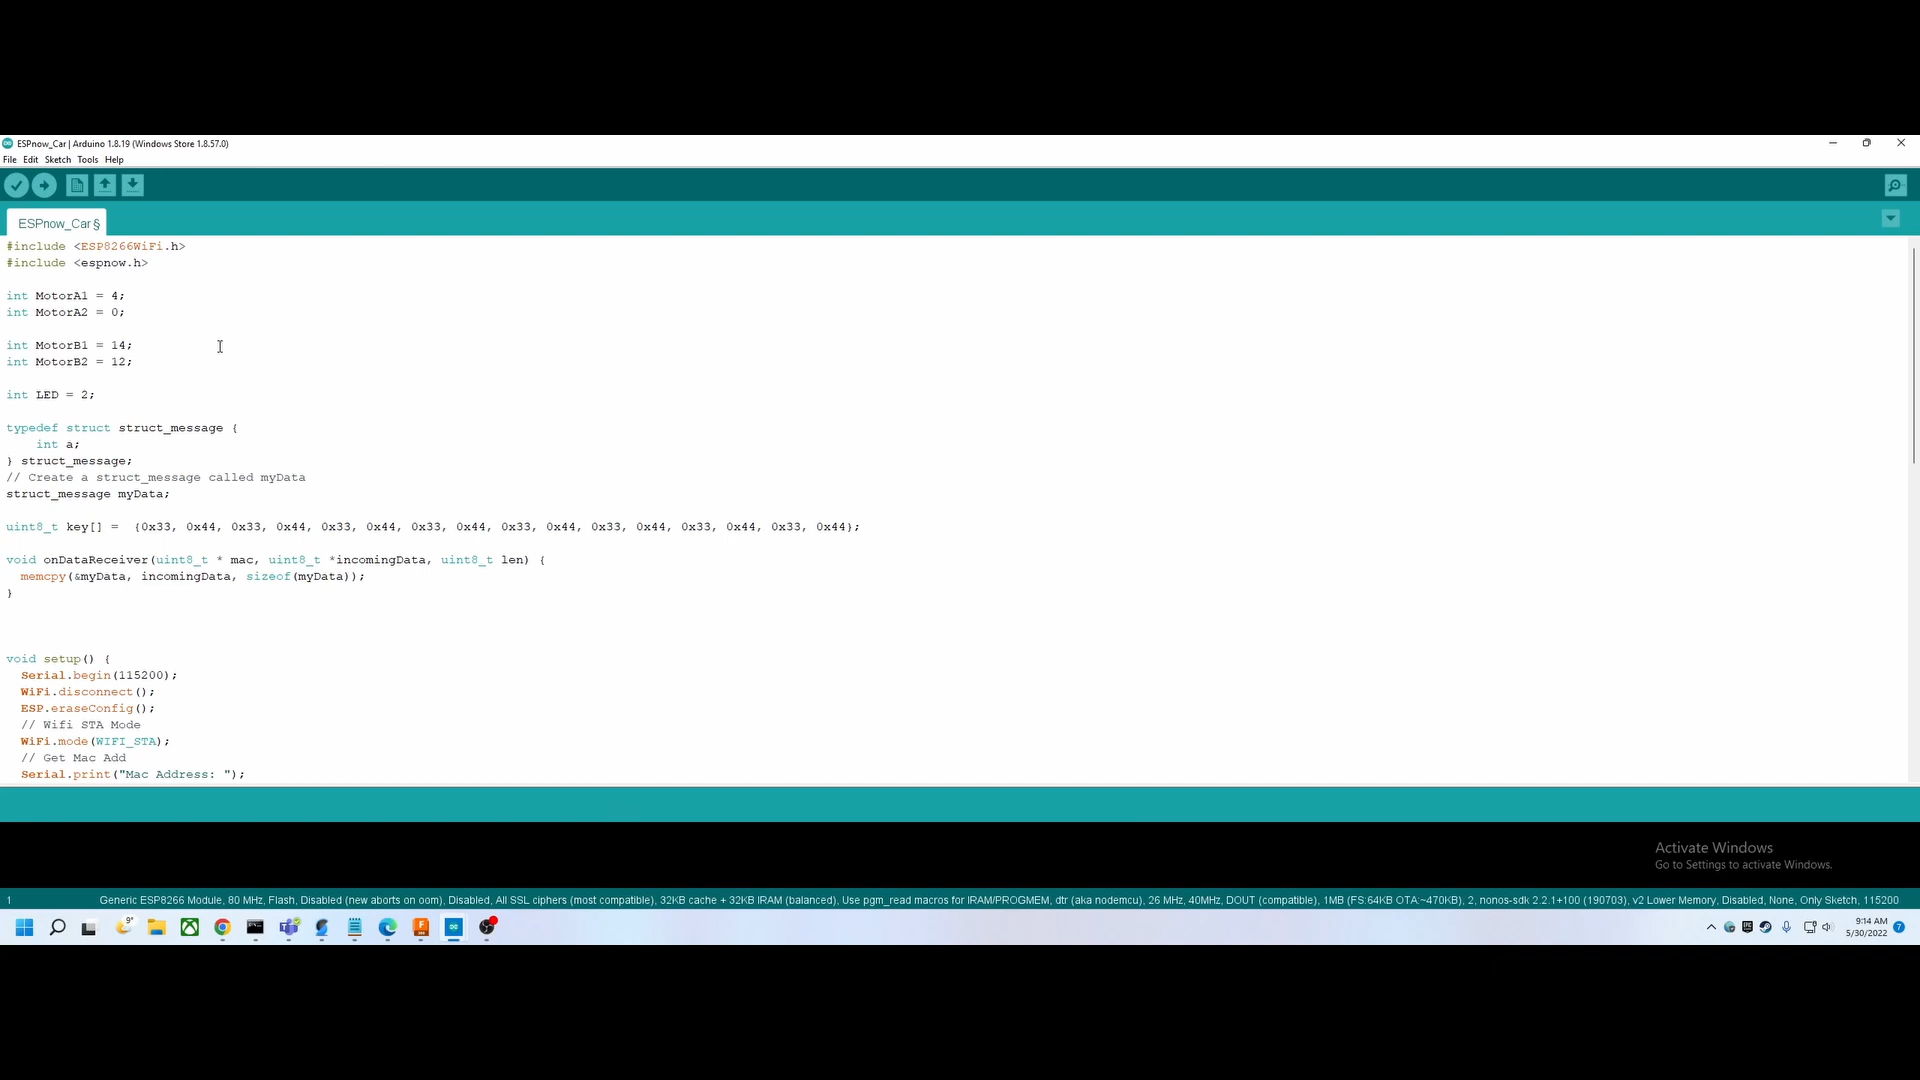 ESPnow_Car | Arduino 1.8.19 (Windows Store 1.8.57.0)
File Edit Sketch Tools Help
ESPnow_Car§
#include <ESP8266WiFi.h>
#include <espnow.h>
int MotorA1 = 4;
int MotorA2 = 0;
int MotorB1 = 14;
int MotorB2 = 12;
int LED = 2;
typedef struct struct_message {
    int a;
} struct_message;
// Create a struct_message called myData
struct_message myData;
uint8_t key[] =  {0x33, 0x44, 0x33, 0x44, 0x33, 0x44, 0x33, 0x44, 0x33, 0x44, 0x33, 0x44, 0x33, 0x44, 0x33, 0x44};
void onDataReceiver(uint8_t * mac, uint8_t *incomingData, uint8_t len) {
  memcpy(&myData, incomingData, sizeof(myData));
}
void setup() {
  Serial.begin(115200);
  WiFi.disconnect();
  ESP.eraseConfig();
  // Wifi STA Mode
  WiFi.mode(WIFI_STA);
  // Get Mac Add
  Serial.print("Mac Address: ");
Activate Windows
Go to Settings to activate Windows.
1 Generic ESP8266 Module, 80 MHz, Flash, Disabled (new aborts on oom), Disabled, All SSL ciphers (most compatible), 32KB cache + 32KB IRAM (balanced), Use pgm_read macros for IRAM/PROGMEM, dtr (aka nodemcu), 26 MHz, 40MHz, DOUT (compatible), 1MB (FS:64KB OTA:~470KB), 2, nonos-sdk 2.2.1+100 (190703), v2 Lower Memory, Disabled, None, Only Sketch, 115200
9°
9:14 AM
5/30/2022
7